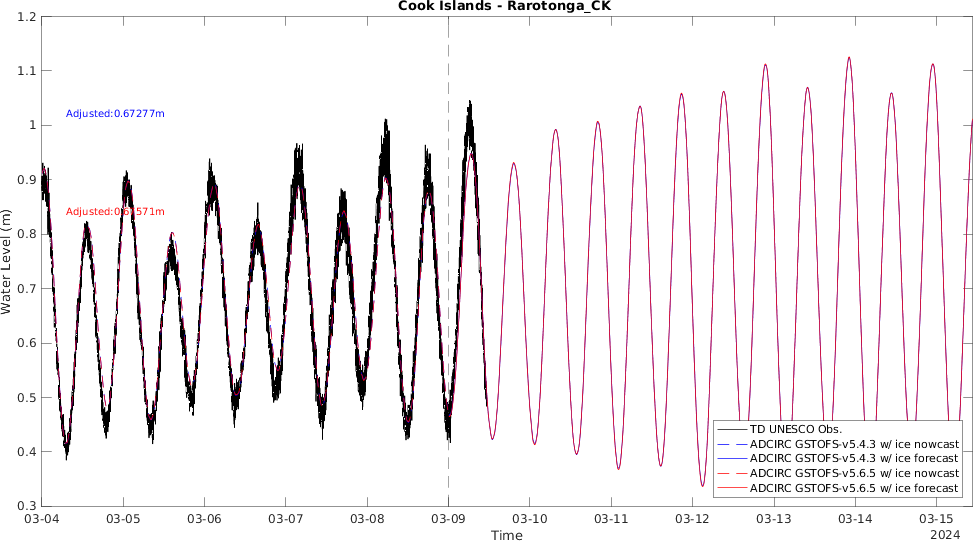 Cook Islands - Rarotonga_CK
1.2
1.1
1
0.9
0.8
0.7
0.6
0.5
0.4
0.3
Water Level (m)
Adjusted:0.67277m
TD UNESCO Obs.
ADCIRC GSTOFS-v5.4.3 w/ ice nowcast
ADCIRC GSTOFS-v5.4.3 w/ ice forecast
ADCIRC GSTOFS-v5.6.5 w/ ice nowcast
ADCIRC GSTOFS-v5.6.5 w/ ice forecast
03-04 03-05 03-06 03-07 03-08 03-09 03-10 03-11 03-12 03-13 03-14 03-15
Time
2024